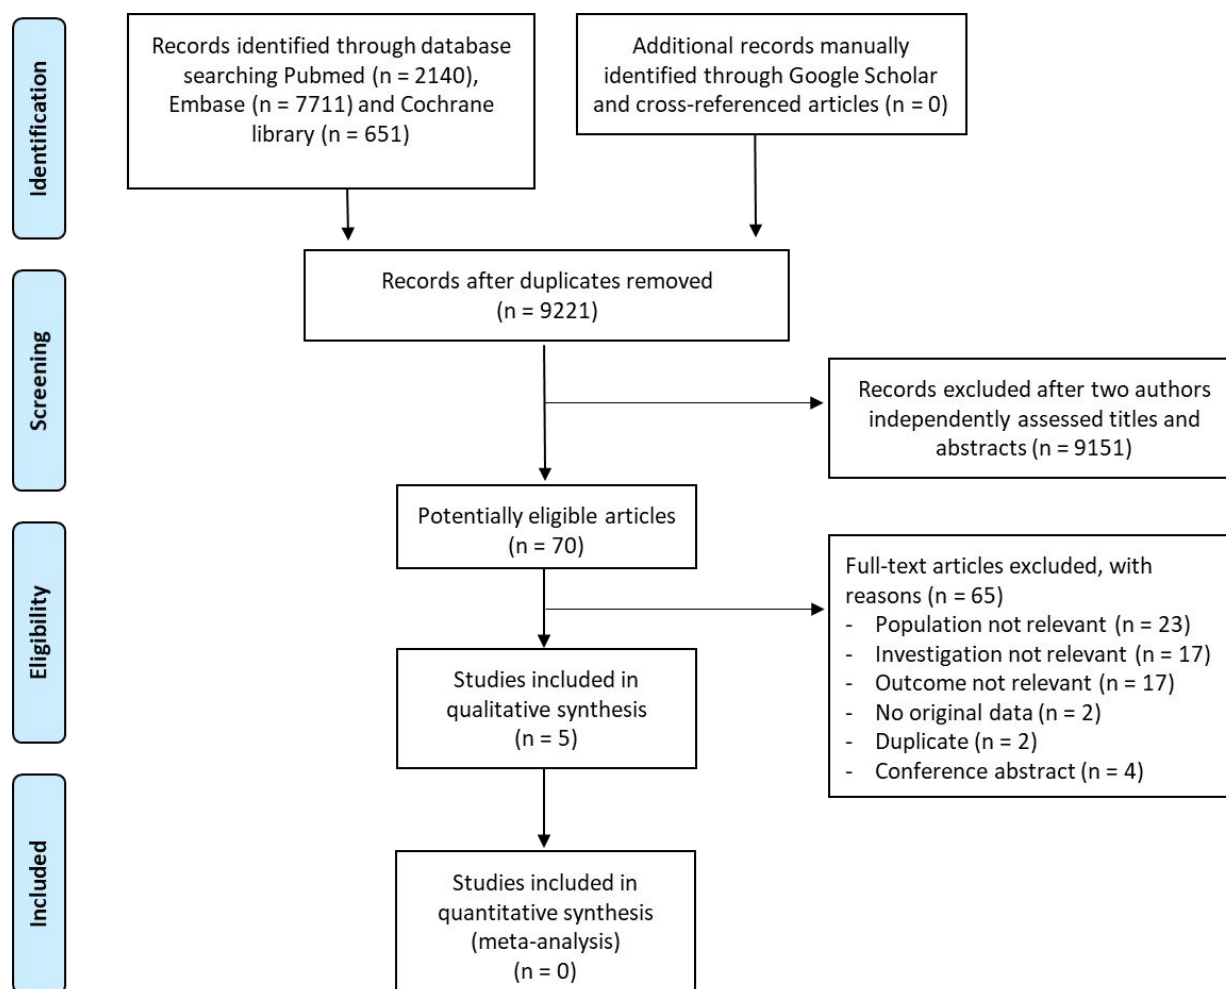 Identification
Records identified through database
searching Pubmed (n = 2140),
Embase (n = 7711) and Cochrane
library (n = 651)
Additional records manually
identified through Google Scholar
and cross-referenced articles (n = 0)
Screening
Records after duplicates removed
(n = 9221)
Records excluded after two authors
independently assessed titles and
abstracts (n = 9151)
Eligibility
Potentially eligible articles
(n = 70)
Full-text articles excluded, with
reasons (n = 65)
- Population not relevant (n = 23)
- Investigation not relevant (n = 17)
- Outcome not relevant (n = 17)
- No original data (n = 2)
- Duplicate (n = 2)
- Conference abstract (n = 4)
Studies included in
qualitative synthesis
(n = 5)
Included
Studies included in
quantitative synthesis
(meta-analysis)
(n = 0)